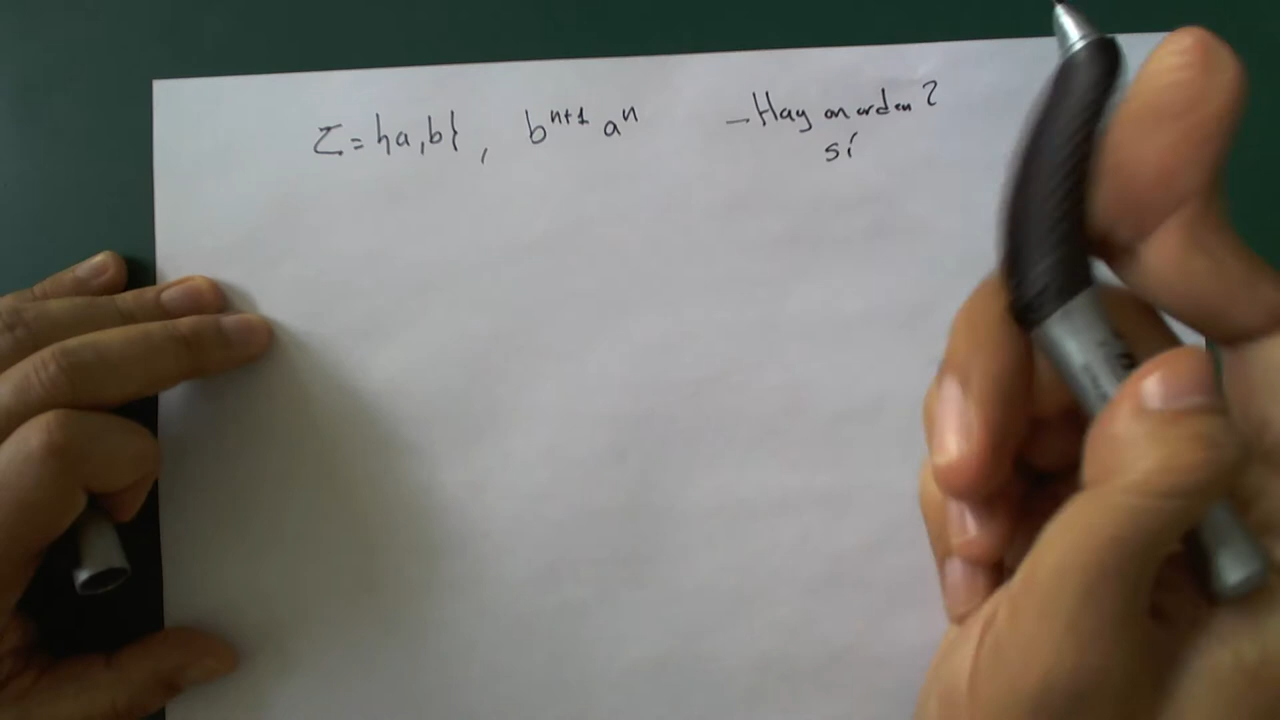 Σ = {a, b}, b^{n+1} a^n
- Hay un orden?
sí